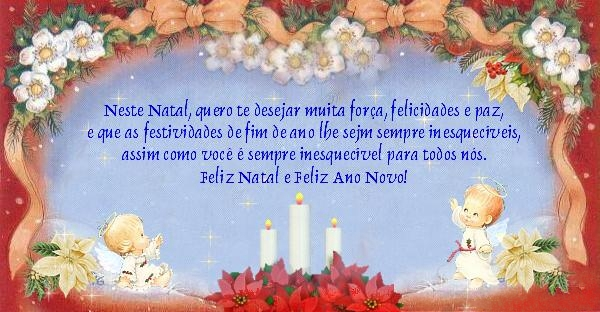 Neste Natal, quero te desejar muita força, felicidades e paz,
e que as festividades de fim de ano lhe sejm sempre inesquecíveis,
assim como você é sempre inesquecível para todos nós.
Feliz Natal e Feliz Ano Novo!